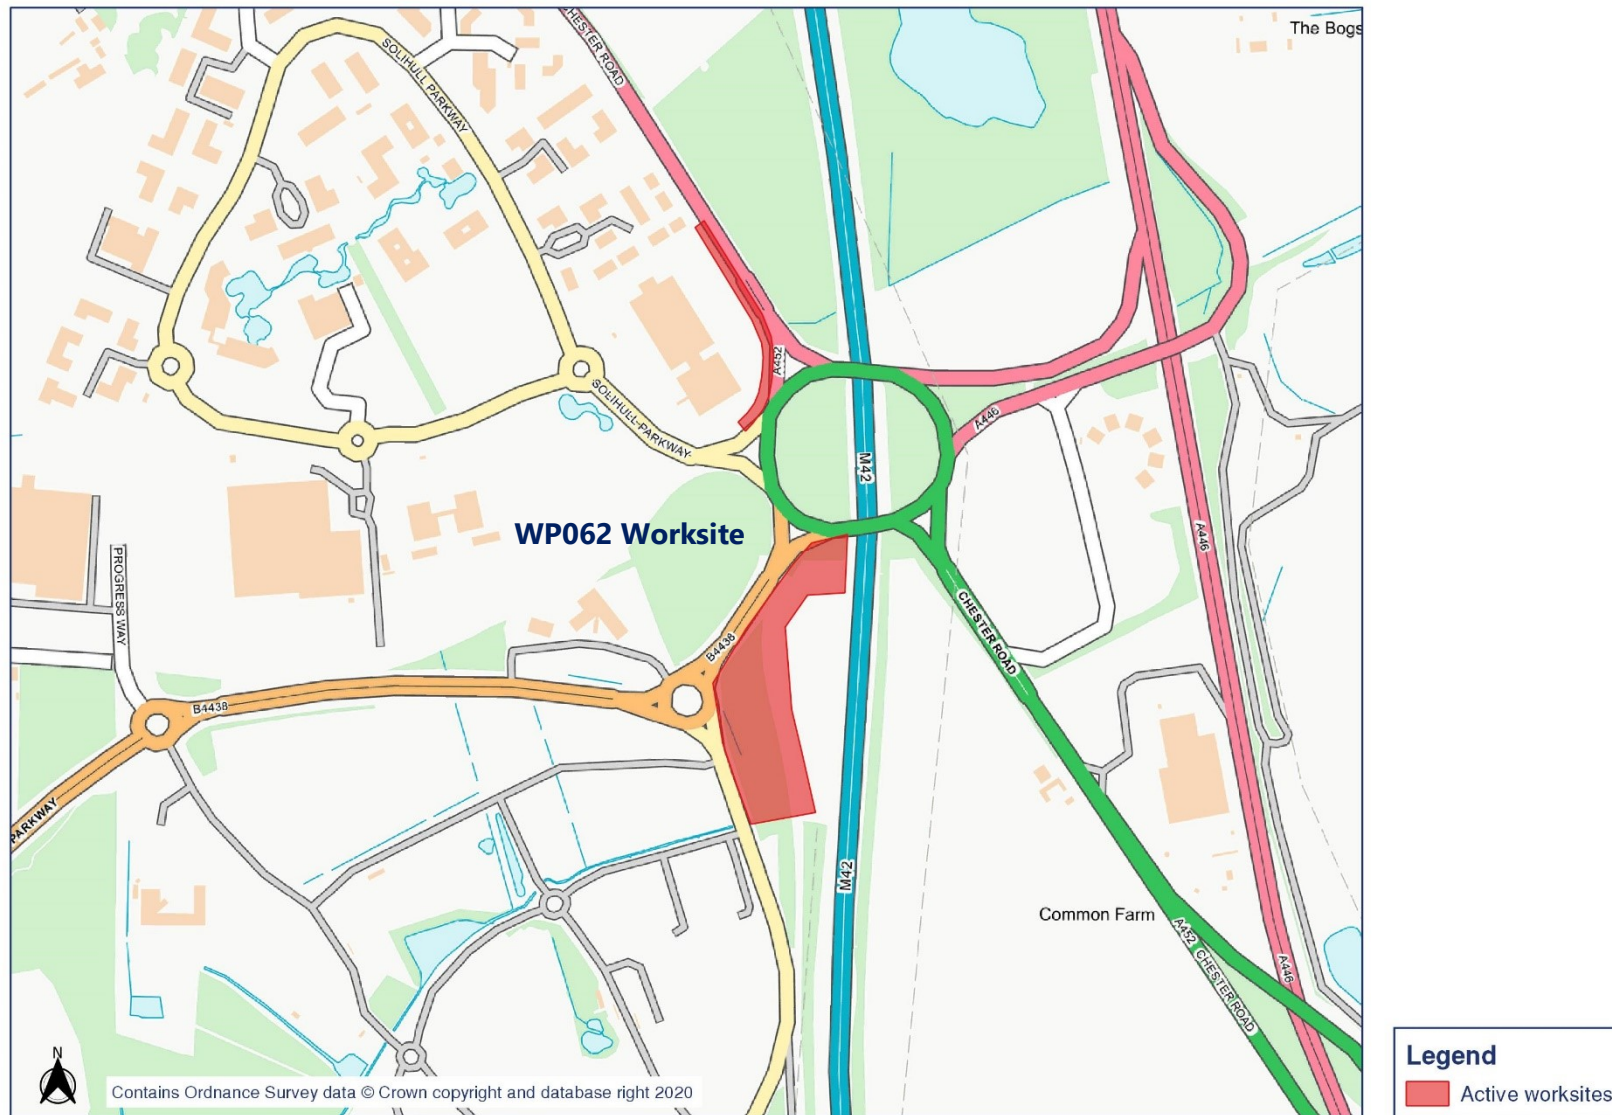 The Bogs
CHESTER ROAD
SOLIHULL PARKWAY
A452
SOLIHULL PARKWAY
A446
M42
WP062 Worksite
A446
PROGRESS WAY
CHESTER ROAD
B4438
B4438
PARKWAY
M42
Common Farm
A452 CHESTER ROAD
A446
N
Contains Ordnance Survey data © Crown copyright and database right 2020
Legend
Active worksites